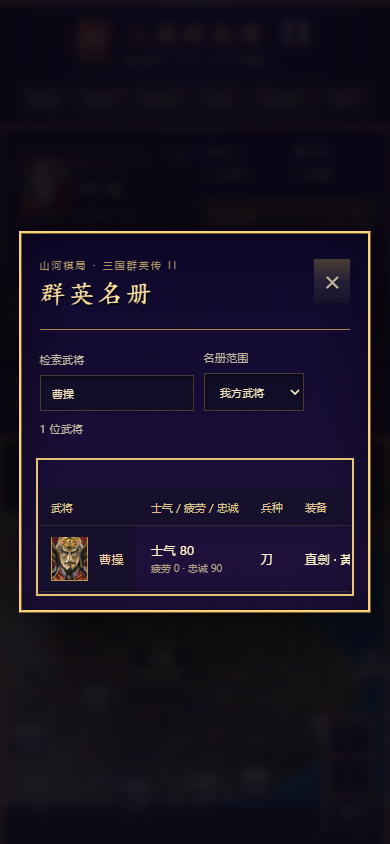 山河棋局 · 三国群英传 II
群英名册
×
检索武将
名册范围
曹操
我方武将
1 位武将
武将 士气 / 疲劳 / 忠诚 兵种 装备
曹操 士气 80 刀 直剑 ·
疲劳 0 · 忠诚 90